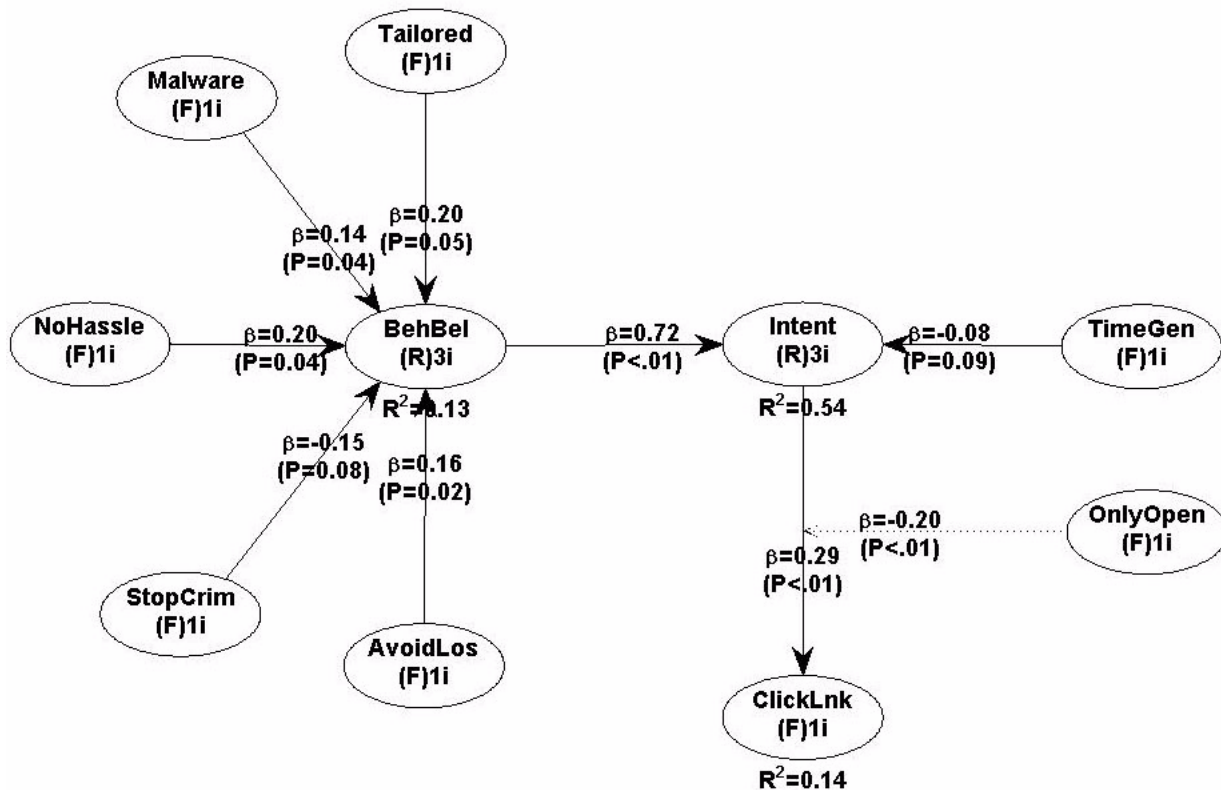 Tailored
(F)1i
Malware
(F)1i
β=0.14
(P=0.04)
β=0.20
(P=0.05)
NoHassle
(F)1i
β=0.20
(P=0.04)
BehBel
(R)3i
R²=0.13
β=0.72
(P<.01)
Intent
(R)3i
R²=0.54
β=-0.08
(P=0.09)
TimeGen
(F)1i
β=-0.15
(P=0.08)
β=0.16
(P=0.02)
β=-0.20
(P<.01)
OnlyOpen
(F)1i
β=0.29
(P<.01)
StopCrim
(F)1i
AvoidLos
(F)1i
ClickLnk
(F)1i
R²=0.14